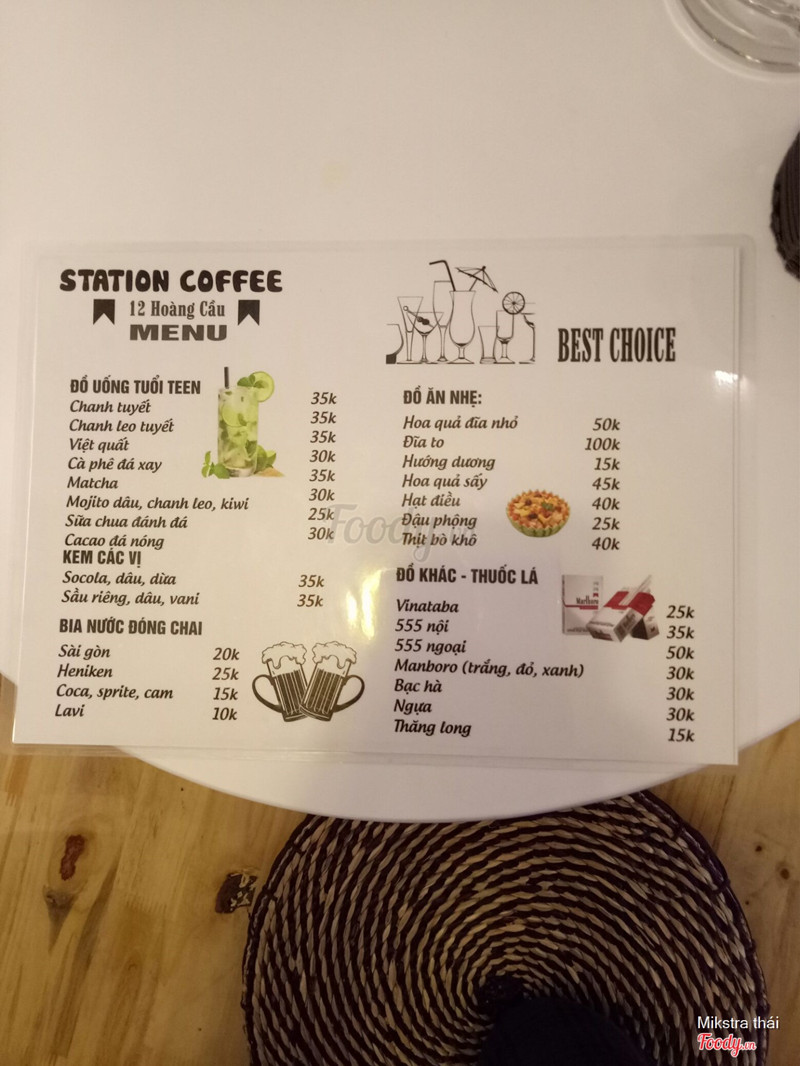 STATION COFFEE
12 Hoàng Cầu
MENU
BEST CHOICE
ĐỒ UỐNG TUỔI TEEN
Chanh tuyết 35k
Chanh leo tuyết 35k
Việt quất 35k
Cà phê đá xay 30k
Matcha 35k
Mojito dâu, chanh leo, kiwi 30k
Sữa chua đánh đá 25k
Cacao đá nóng 30k
KEM CÁC VỊ
Socola, dâu, dừa 35k
Sầu riêng, dâu, vani 35k
BIA NƯỚC ĐÓNG CHAI
Sài gòn 20k
Heniken 25k
Coca, sprite, cam 15k
Lavi 10k
ĐỒ ĂN NHẸ:
Hoa quả đĩa nhỏ 50k
Đĩa to 100k
Hướng dương 15k
Hoa quả sấy 45k
Hạt điều 40k
Đậu phộng 25k
Thịt bò khô 40k
ĐỒ KHÁC - THUỐC LÁ
Marlboro
Vinataba 25k
555 nội 35k
555 ngoại 50k
Manboro (trắng, đỏ, xanh) 30k
Bạc hà 30k
Ngựa 30k
Thăng long 15k
Foody.vn
Mikstra thái
Foody.vn